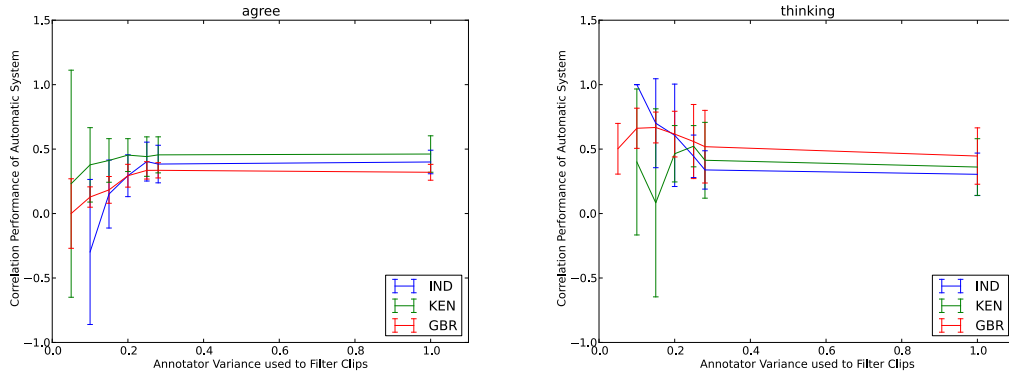 agree
1.5
1.0
0.5
0.0
−0.5
−1.0
Correlation Performance of Automatic System
0.0 0.2 0.4 0.6 0.8 1.0
Annotator Variance used to Filter Clips
IND
KEN
GBR
thinking
1.5
1.0
0.5
0.0
−0.5
−1.0
Correlation Performance of Automatic System
0.0 0.2 0.4 0.6 0.8 1.0
Annotator Variance used to Filter Clips
IND
KEN
GBR